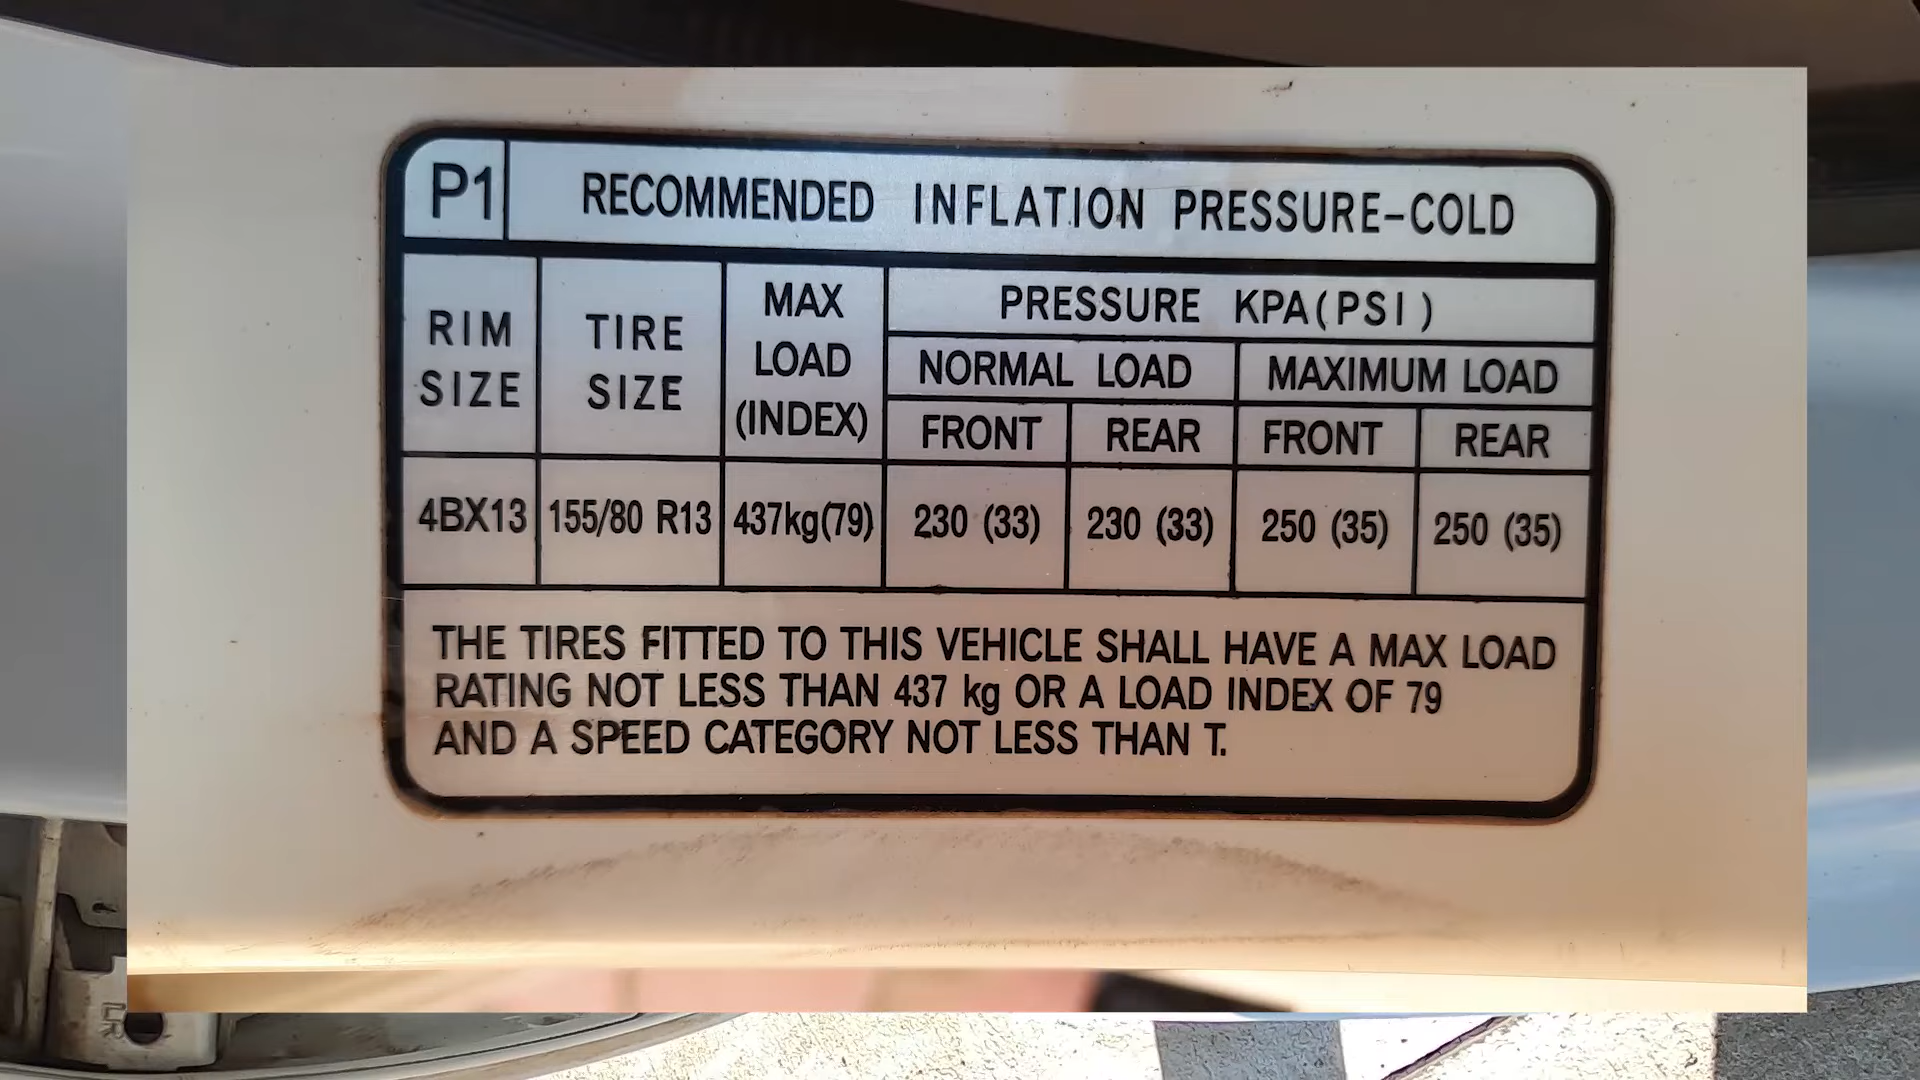 P1 RECOMMENDED INFLATION PRESSURE-COLD
RIM SIZE
TIRE SIZE
MAX LOAD (INDEX)
PRESSURE KPA(PSI)
NORMAL LOAD MAXIMUM LOAD
FRONT REAR FRONT REAR
4BX13 155/80 R13 437kg(79) 230 (33) 230 (33) 250 (35) 250 (35)
THE TIRES FITTED TO THIS VEHICLE SHALL HAVE A MAX LOAD
RATING NOT LESS THAN 437 kg OR A LOAD INDEX OF 79
AND A SPEED CATEGORY NOT LESS THAN T.
LR